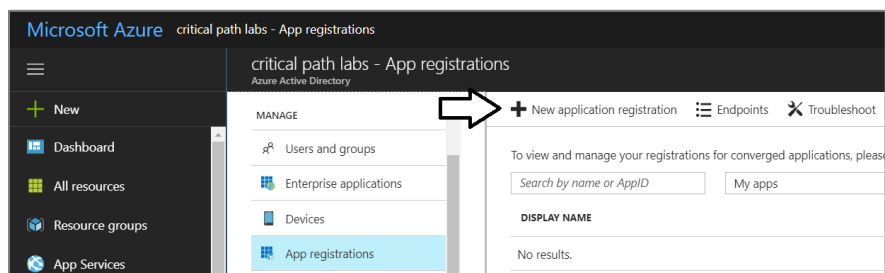 Microsoft Azure critical path labs - App registrations
critical path labs - App registrations
Azure Active Directory
New
Dashboard
All resources
Resource groups
App Services
MANAGE
Users and groups
Enterprise applications
Devices
App registrations
New application registration Endpoints Troubleshoot
To view and manage your registrations for converged applications, please
Search by name or AppID My apps
DISPLAY NAME
No results.